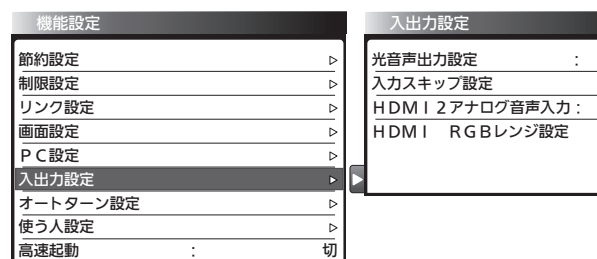 機能設定
節約設定
制限設定
リンク設定
画面設定
ＰＣ設定
入出力設定
オートターン設定
使う人設定
高速起動 : 切
入出力設定
光音声出力設定 :
入力スキップ設定
ＨＤＭＩ２アナログ音声入力 :
ＨＤＭＩ　ＲＧＢレンジ設定